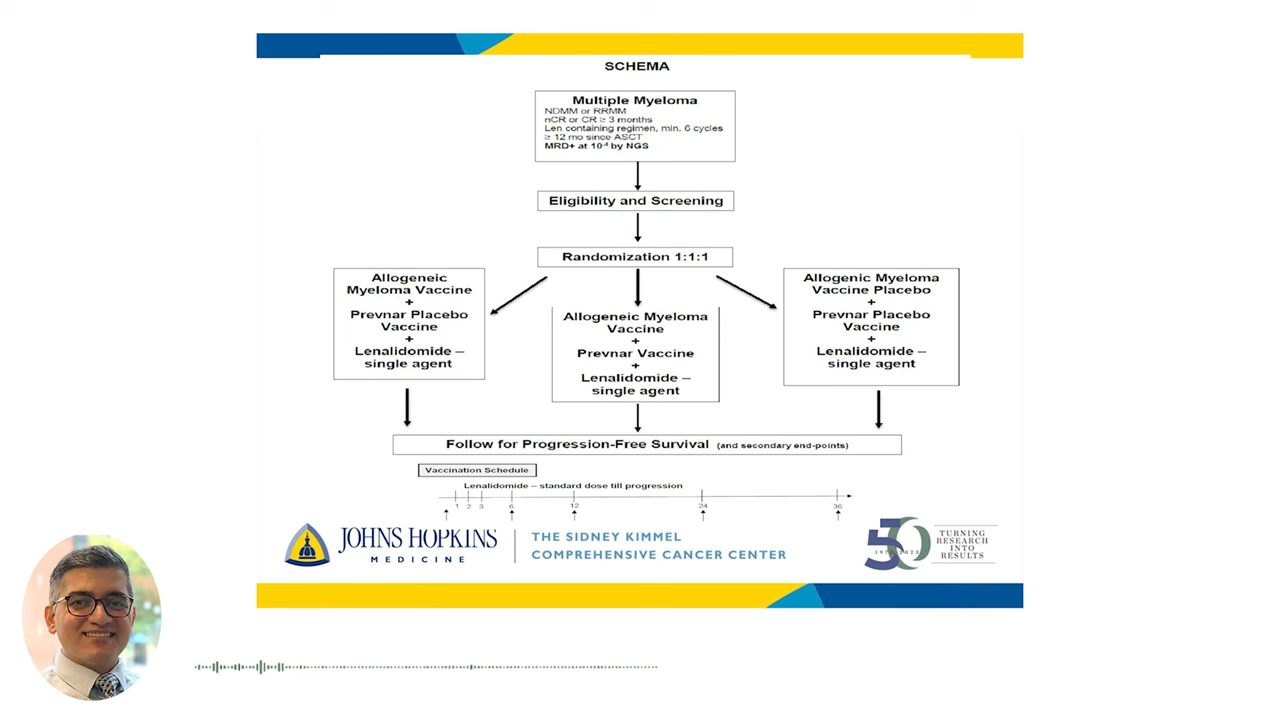 SCHEMA
Multiple Myeloma
NDMM or RRMM
nCR or CR ≥ 3 months
Len containing regimen, min. 6 cycles
≥ 12 mo since ASCT
MRD+ at 10⁻⁴ by NGS
Eligibility and Screening
Randomization 1:1:1
Allogeneic
Myeloma Vaccine
+
Prevnar Placebo
Vaccine
+
Lenalidomide –
single agent
Allogeneic Myeloma
Vaccine
+
Prevnar Vaccine
+
Lenalidomide –
single agent
Allogenic Myeloma
Vaccine Placebo
+
Prevnar Placebo
Vaccine
+
Lenalidomide –
single agent
Follow for Progression-Free Survival (and secondary end-points)
Vaccination Schedule
Lenalidomide – standard dose till progression
1 2 3 6 12 24 36
JOHNS HOPKINS
MEDICINE
THE SIDNEY KIMMEL
COMPREHENSIVE CANCER CENTER
50
TURNING
RESEARCH
INTO
RESULTS